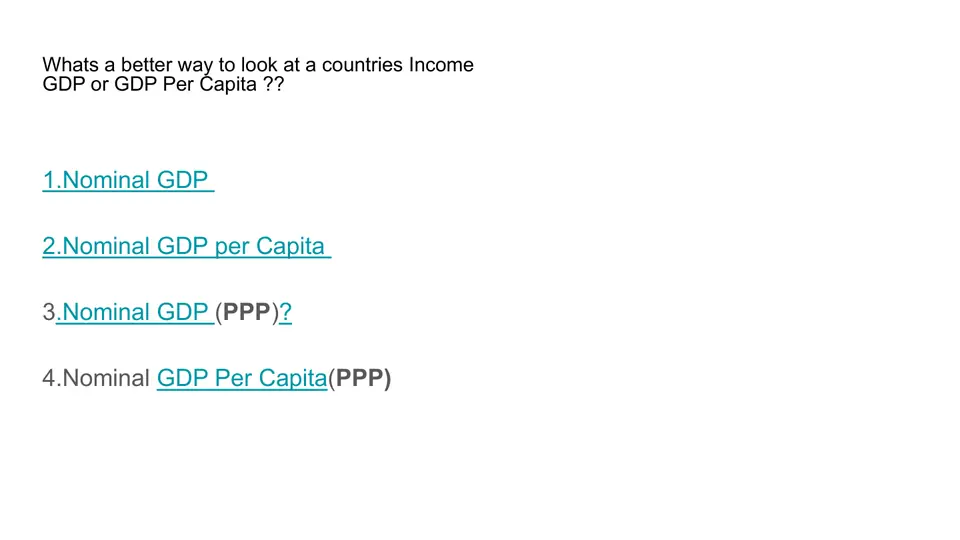 Whats a better way to look at a countries Income
GDP or GDP Per Capita ??
1.Nominal GDP
2.Nominal GDP per Capita
3.Nominal GDP (PPP)?
4.Nominal GDP Per Capita(PPP)